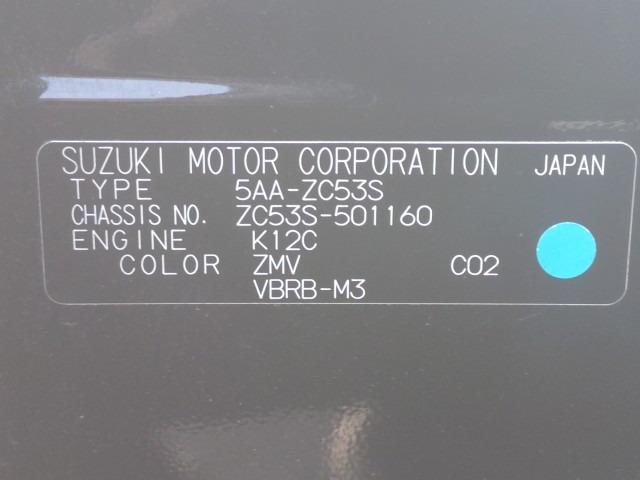 SUZUKI MOTOR CORPORATION JAPAN
TYPE 5AA-ZC53S
CHASSIS NO. ZC53S-501160
ENGINE K12C
COLOR ZMV C02
VBRB-M3